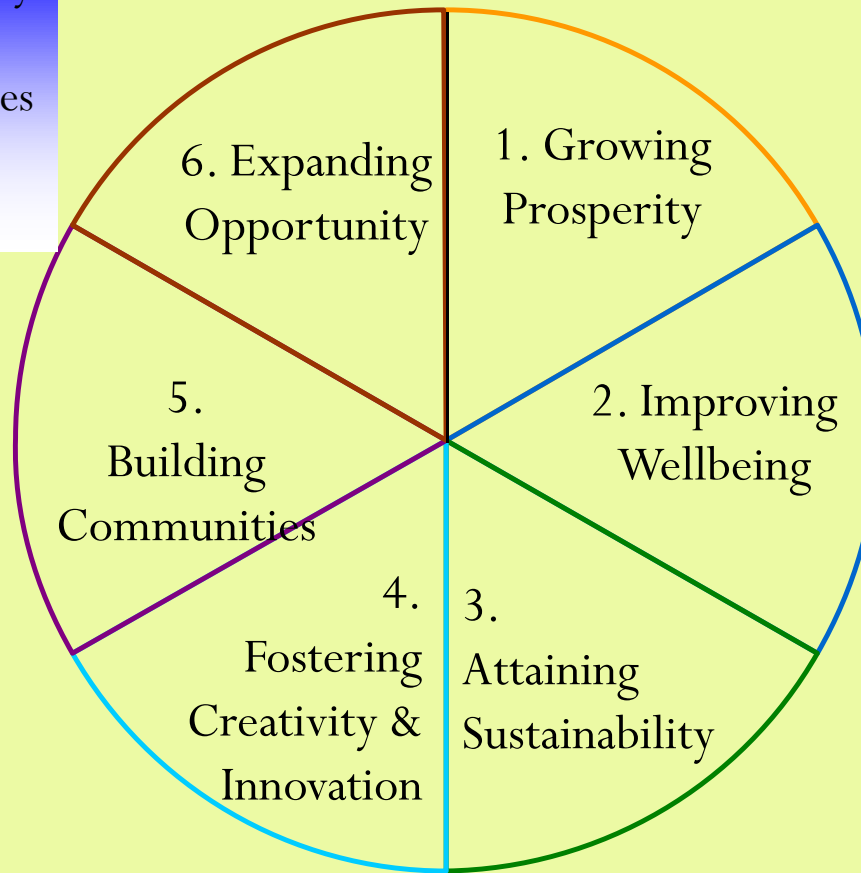 es
1. Growing
Prosperity
2. Improving
Wellbeing
3.
Attaining
Sustainability
4.
Fostering
Creativity &
Innovation
5.
Building
Communities
6. Expanding
Opportunity